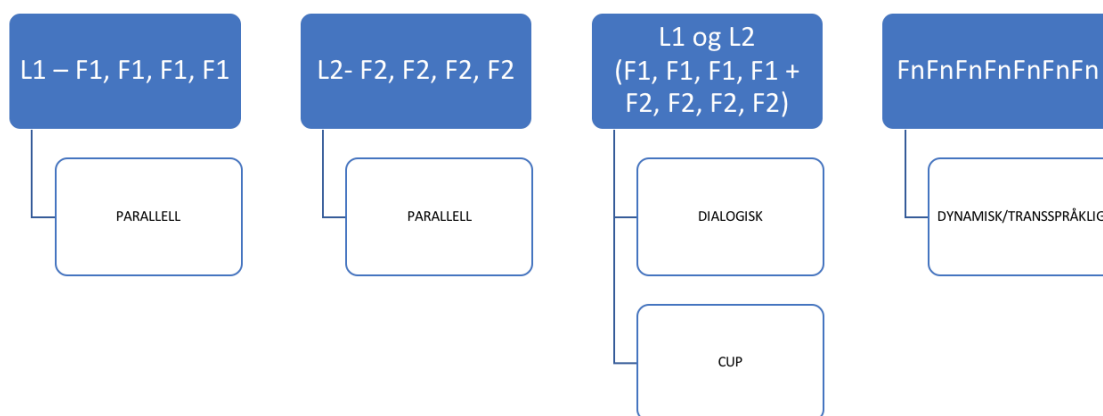 L1 – F1, F1, F1, F1
PARALLELL
L2- F2, F2, F2, F2
PARALLELL
L1 og L2
(F1, F1, F1, F1 +
F2, F2, F2, F2)
DIALOGISK
CUP
FnFnFnFnFnFnFn
DYNAMISK/TRANSSPRÅKLIG